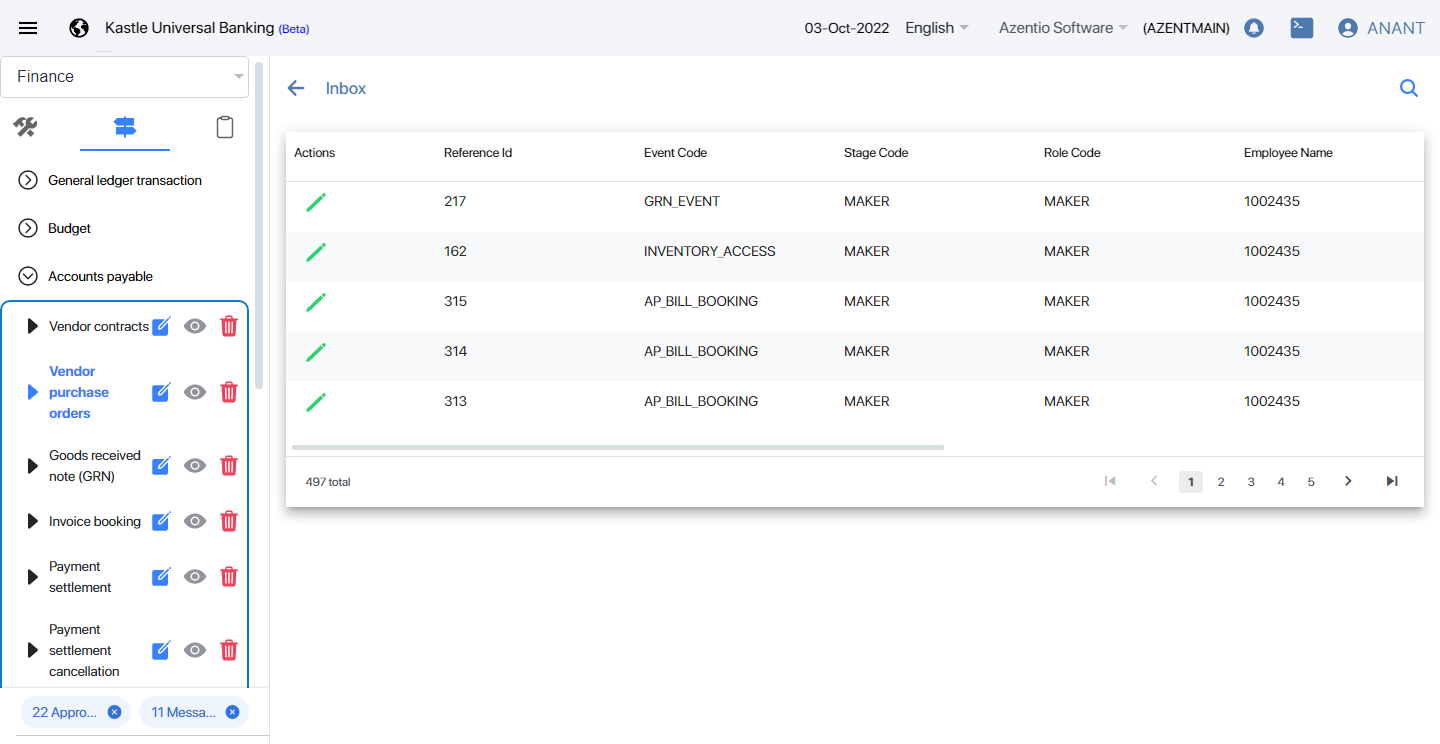 Kastle Universal Banking (Beta)
03-Oct-2022 English Azentio Software (AZENTMAIN) ANANT
Finance
General ledger transaction
Budget
Accounts payable
Vendor contracts
Vendor
purchase
orders
Goods received
note (GRN)
Invoice booking
Payment
settlement
Payment
settlement
cancellation
22 Appro... 11 Messa...
Inbox
Actions Reference Id Event Code Stage Code Role Code Employee Name
217 GRN_EVENT MAKER MAKER 1002435
162 INVENTORY_ACCESS MAKER MAKER 1002435
315 AP_BILL_BOOKING MAKER MAKER 1002435
314 AP_BILL_BOOKING MAKER MAKER 1002435
313 AP_BILL_BOOKING MAKER MAKER 1002435
497 total 1 2 3 4 5